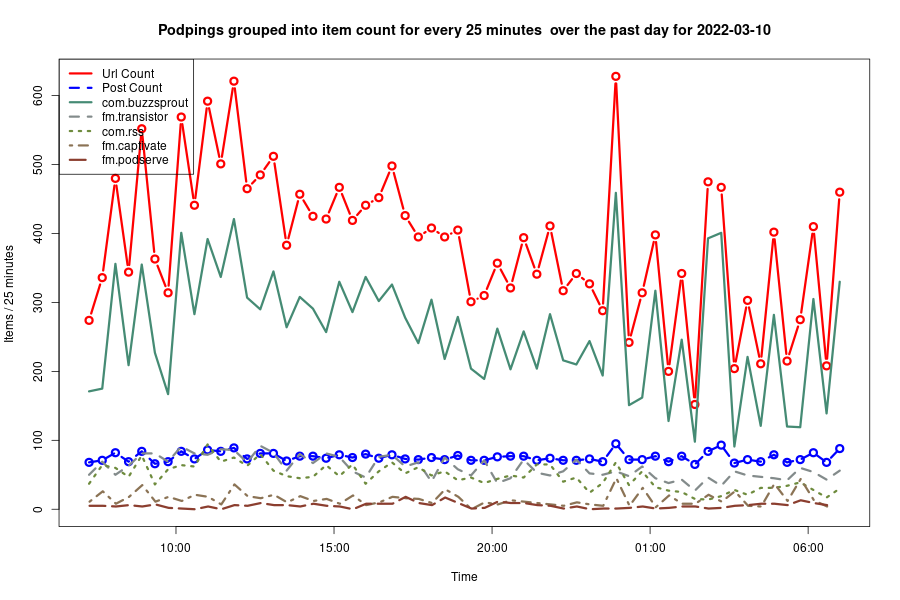 Podpings grouped into item count for every 25 minutes  over the past day for 2022-03-10
Url Count
Post Count
com.buzzsprout
fm.transistor
com.rss
fm.captivate
fm.podserve
600
500
400
300
200
100
0
Items / 25 minutes
10:00 15:00 20:00 01:00 06:00
Time